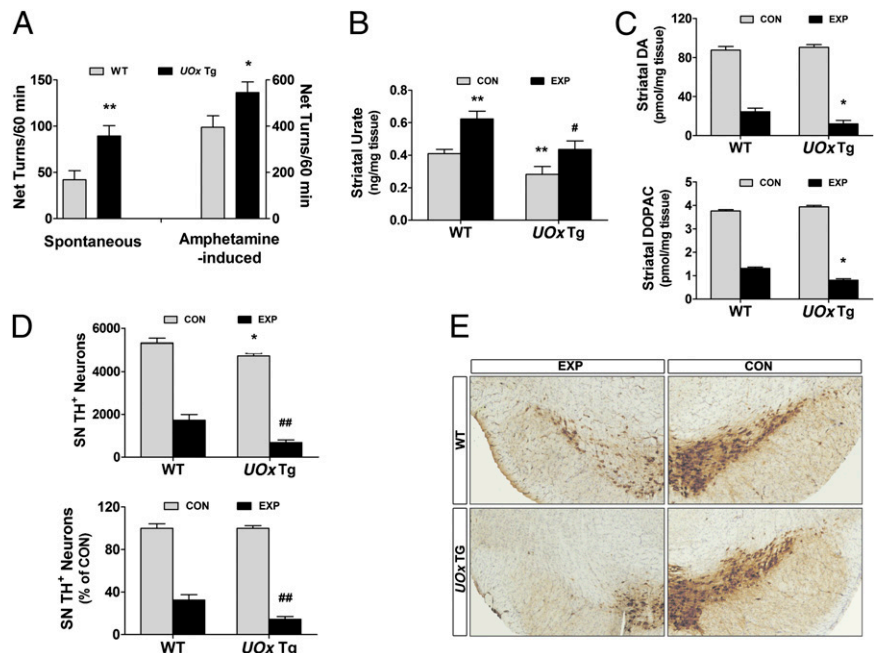 A
WT
UOx Tg
Net Turns/60 min
150
100
50
0
**
*
600
400
200
0
Net Turns/60 min
Spontaneous
Amphetamine
-induced
B
CON
EXP
Striatal Urate
(ng/mg tissue)
0.8
0.6
0.4
0.2
0.0
**
**
#
WT
UOx Tg
C
CON
EXP
Striatal DA
(pmol/mg tissue)
120
80
40
0
*
WT
UOx Tg
CON
EXP
Striatal DOPAC
(pmol/mg tissue)
4
3
2
1
0
*
WT
UOx Tg
D
CON
EXP
SN TH+ Neurons
6000
4000
2000
0
*
##
WT
UOx Tg
CON
EXP
SN TH+ Neurons
(% of CON)
120
80
40
0
##
WT
UOx Tg
E
EXP
CON
WT
UOx TG